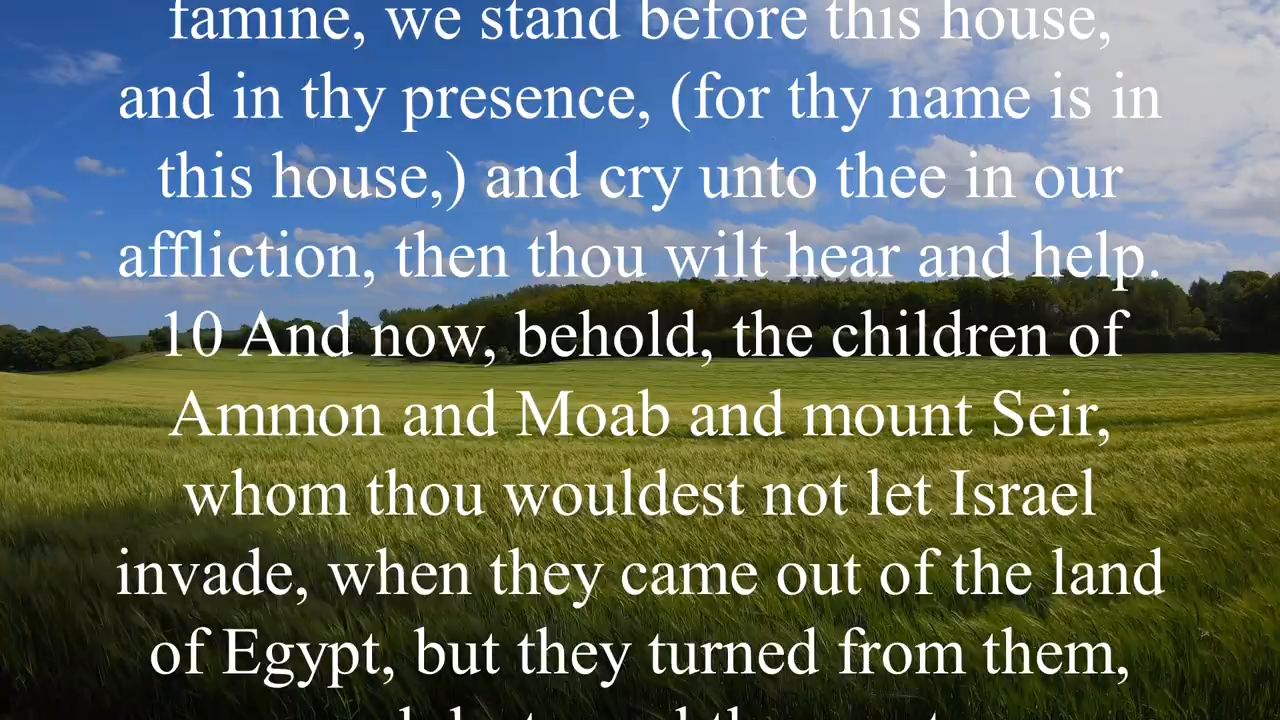 famine, we stand before this house,
and in thy presence, (for thy name is in
this house,) and cry unto thee in our
affliction, then thou wilt hear and help.
10 And now, behold, the children of
Ammon and Moab and mount Seir,
whom thou wouldest not let Israel
invade, when they came out of the land
of Egypt, but they turned from them,